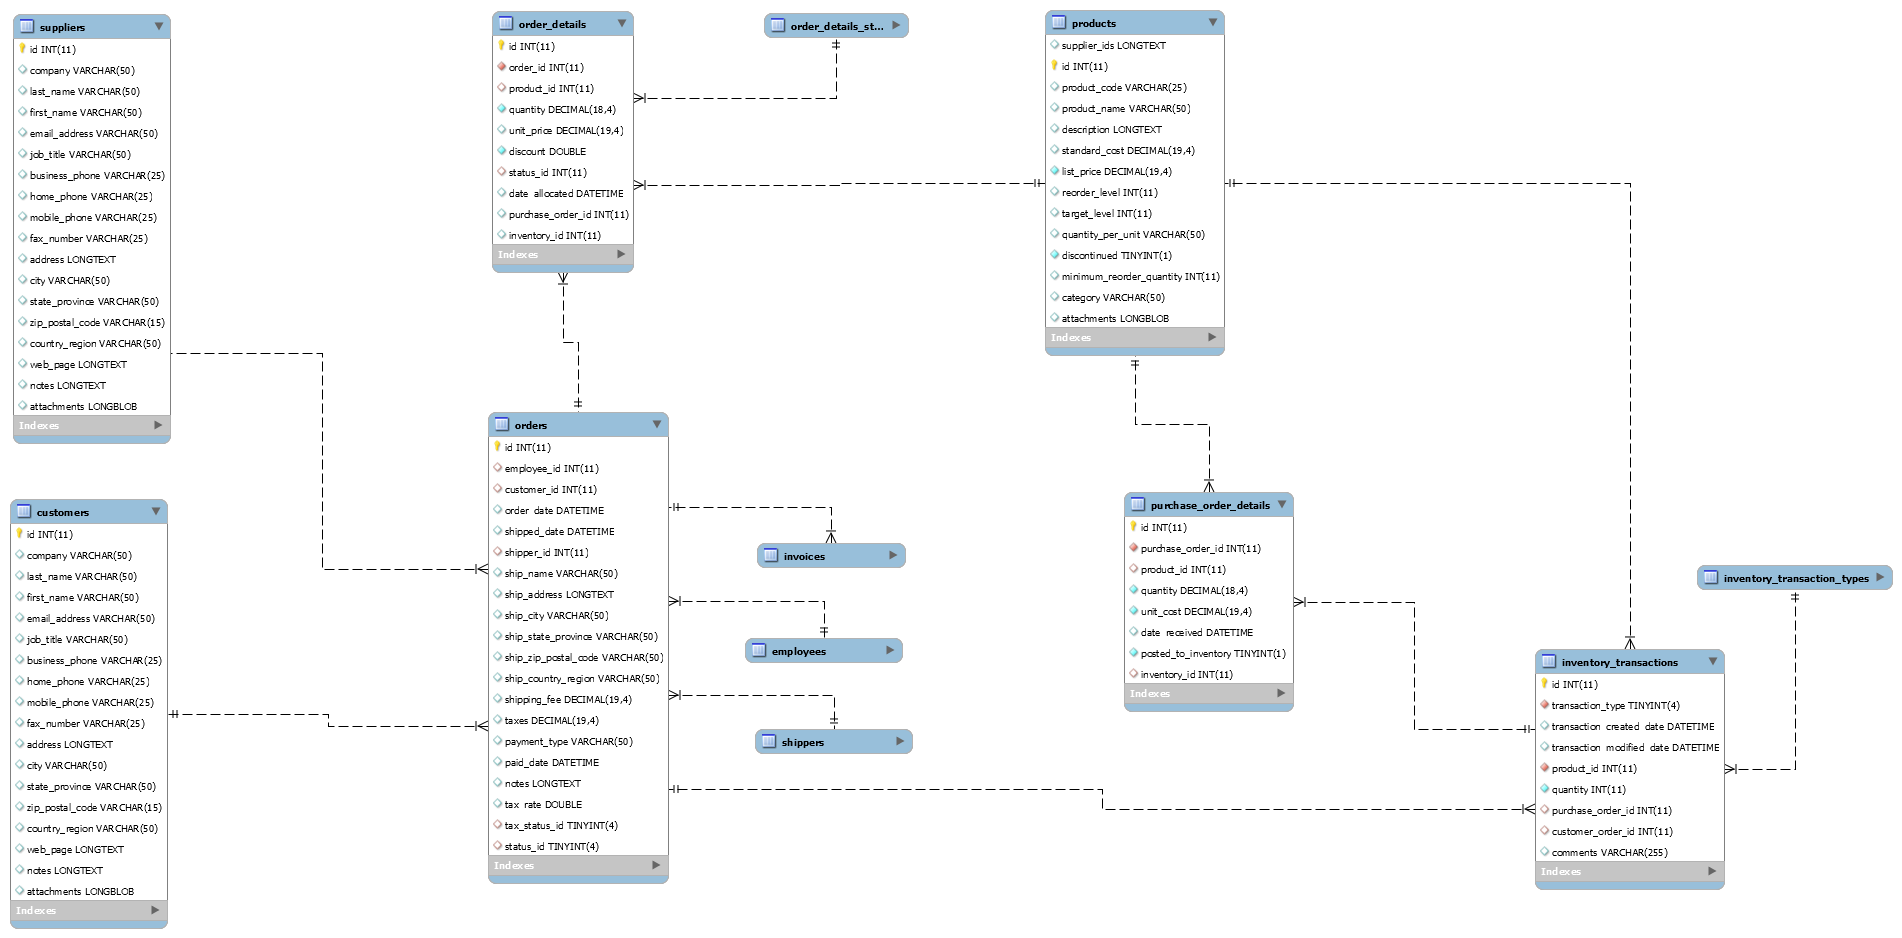 suppliers
id INT(11)
company VARCHAR(50)
last_name VARCHAR(50)
first_name VARCHAR(50)
email_address VARCHAR(50)
job_title VARCHAR(50)
business_phone VARCHAR(25)
home_phone VARCHAR(25)
mobile_phone VARCHAR(25)
fax_number VARCHAR(25)
address LONGTEXT
city VARCHAR(50)
state_province VARCHAR(50)
zip_postal_code VARCHAR(15)
country_region VARCHAR(50)
web_page LONGTEXT
notes LONGTEXT
attachments LONGBLOB
Indexes
customers
id INT(11)
company VARCHAR(50)
last_name VARCHAR(50)
first_name VARCHAR(50)
email_address VARCHAR(50)
job_title VARCHAR(50)
business_phone VARCHAR(25)
home_phone VARCHAR(25)
mobile_phone VARCHAR(25)
fax_number VARCHAR(25)
address LONGTEXT
city VARCHAR(50)
state_province VARCHAR(50)
zip_postal_code VARCHAR(15)
country_region VARCHAR(50)
web_page LONGTEXT
notes LONGTEXT
attachments LONGBLOB
Indexes
order_details
id INT(11)
order_id INT(11)
product_id INT(11)
quantity DECIMAL(18,4)
unit_price DECIMAL(19,4)
discount DOUBLE
status_id INT(11)
date_allocated DATETIME
purchase_order_id INT(11)
inventory_id INT(11)
Indexes
order_details_st...
orders
id INT(11)
employee_id INT(11)
customer_id INT(11)
order_date DATETIME
shipped_date DATETIME
shipper_id INT(11)
ship_name VARCHAR(50)
ship_address LONGTEXT
ship_city VARCHAR(50)
ship_state_province VARCHAR(50)
ship_zip_postal_code VARCHAR(50)
ship_country_region VARCHAR(50)
shipping_fee DECIMAL(19,4)
taxes DECIMAL(19,4)
payment_type VARCHAR(50)
paid_date DATETIME
notes LONGTEXT
tax_rate DOUBLE
tax_status_id TINYINT(4)
status_id TINYINT(4)
Indexes
invoices
employees
shippers
products
supplier_ids LONGTEXT
id INT(11)
product_code VARCHAR(25)
product_name VARCHAR(50)
description LONGTEXT
standard_cost DECIMAL(19,4)
list_price DECIMAL(19,4)
reorder_level INT(11)
target_level INT(11)
quantity_per_unit VARCHAR(50)
discontinued TINYINT(1)
minimum_reorder_quantity INT(11)
category VARCHAR(50)
attachments LONGBLOB
Indexes
purchase_order_details
id INT(11)
purchase_order_id INT(11)
product_id INT(11)
quantity DECIMAL(18,4)
unit_cost DECIMAL(19,4)
date_received DATETIME
posted_to_inventory TINYINT(1)
inventory_id INT(11)
Indexes
inventory_transaction_types
inventory_transactions
id INT(11)
transaction_type TINYINT(4)
transaction_created_date DATETIME
transaction_modified_date DATETIME
product_id INT(11)
quantity INT(11)
purchase_order_id INT(11)
customer_order_id INT(11)
comments VARCHAR(255)
Indexes